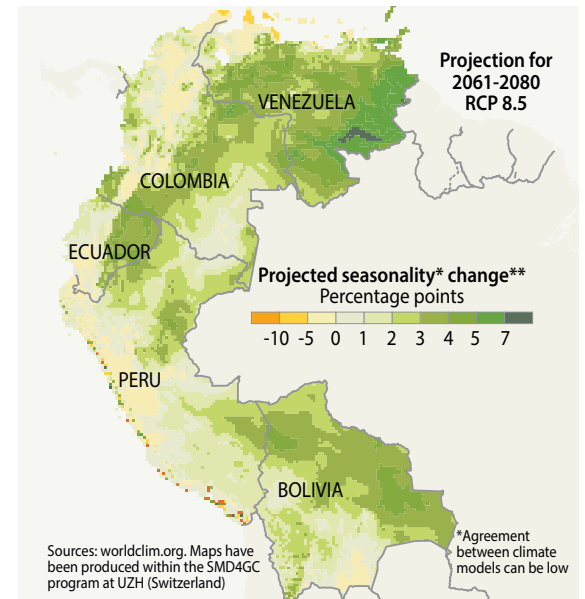 Projection for
2061-2080
RCP 8.5
VENEZUELA
COLOMBIA
ECUADOR
Projected seasonality* change**
Percentage points
-10 -5 0 1 2 3 4 5 7
PERU
BOLIVIA
*Agreement
between climate
models can be low
Sources: worldclim.org. Maps have
been produced within the SMD4GC
program at UZH (Switzerland)